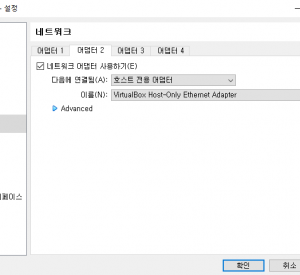 설정
네트워크
어댑터 1 어댑터 2 어댑터 3 어댑터 4
네트워크 어댑터 사용하기(E)
다음에 연결됨(A): 호스트 전용 어댑터
이름(N): VirtualBox Host-Only Ethernet Adapter
Advanced
페이스
확인 취소